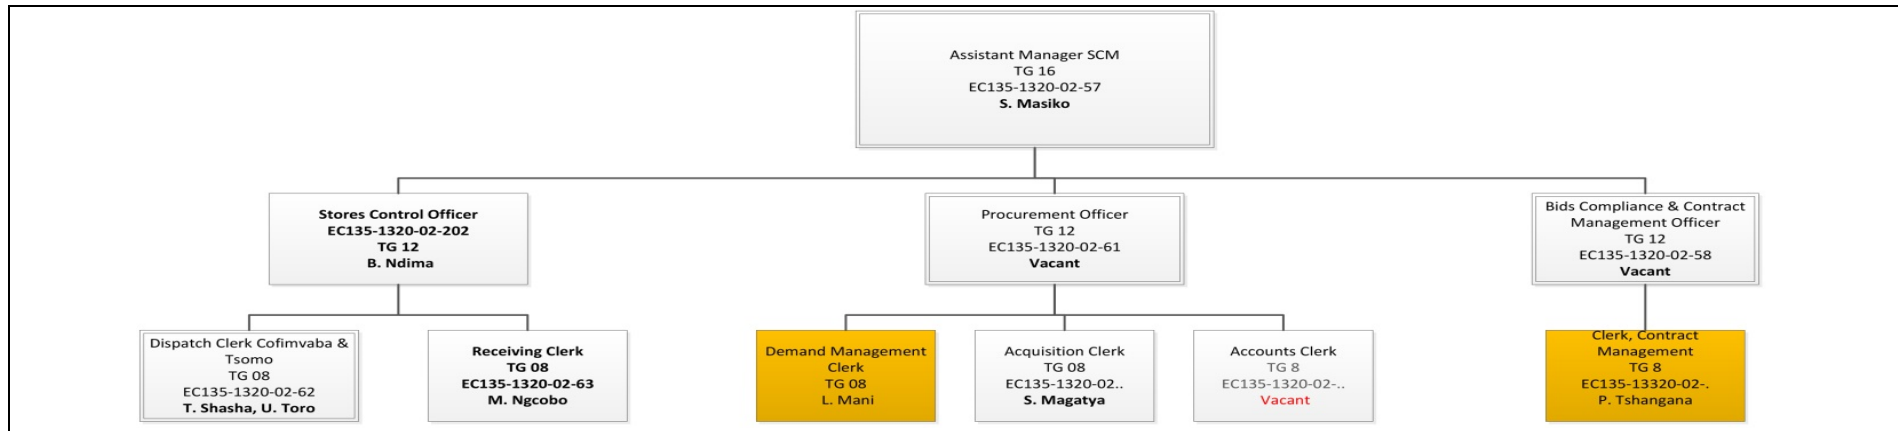 Assistant Manager SCM
TG 16
EC135-1320-02-57
S. Masiko
Stores Control Officer
EC135-1320-02-202
TG 12
B. Ndima
Procurement Officer
TG 12
EC135-1320-02-61
Vacant
Bids Compliance & Contract
Management Officer
TG 12
EC135-1320-02-58
Vacant
Dispatch Clerk Cofimvaba &
Tsomo
TG 08
EC135-1320-02-62
T. Shasha, U. Toro
Receiving Clerk
TG 08
EC135-1320-02-63
M. Ngcobo
Demand Management
Clerk
TG 08
L. Mani
Acquisition Clerk
TG 08
EC135-1320-02..
S. Magatya
Accounts Clerk
TG 8
EC135-1320-02-..
Vacant
Clerk, Contract
Management
TG 8
EC135-13320-02-.
P. Tshangana